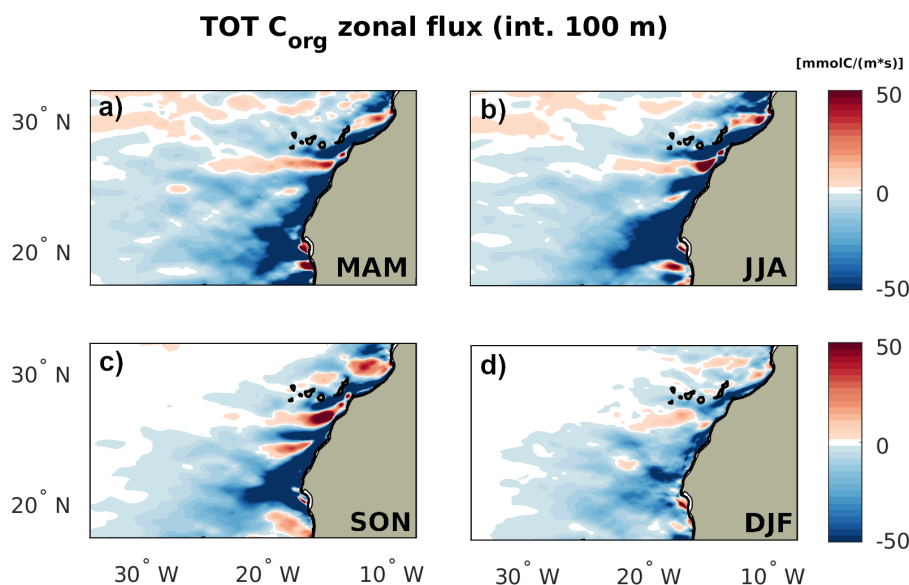 TOT Corg zonal flux (int. 100 m)
[mmolC/(m*s)]
a)
b)
30° N
20° N
MAM
JJA
50
0
-50
c)
d)
30° N
20° N
SON
DJF
50
0
-50
30° W
20° W
10° W
30° W
20° W
10° W